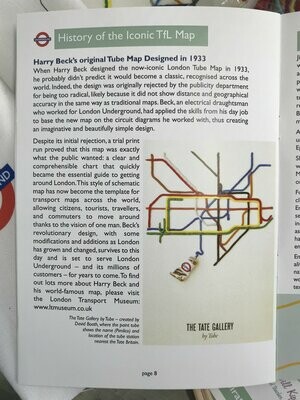 History of the Iconic TfL Map
Harry Beck's original Tube Map Designed in 1933
When Harry Beck designed the now-iconic London Tube Map in 1933,
he probably didn't predict it would become a classic, recognised across the
world. Indeed, the design was originally rejected by the publicity department
for being too radical, likely because it did not show distance and geographical
accuracy in the same way as traditional maps. Beck, an electrical draughtsman
who worked for London Underground, had applied the skills from his day job
to base the new map on the circuit diagrams he worked with, thus creating
an imaginative and beautifully simple design.
Despite its initial rejection, a trial print
run proved that this map was exactly
what the public wanted: a clear and
comprehensible chart that quickly
became the essential guide to getting
around London. This style of schematic
map has now become the template for
transport maps across the world,
allowing citizens, tourists, travellers,
and commuters to move around
thanks to the vision of one man. Beck's
revolutionary design, with some
modifications and additions as London
has grown and changed, survives to this
day and is set to serve London
Underground – and its millions of
customers – for years to come. To find
out lots more about Harry Beck and
his world-famous map, please visit
the London Transport Museum:
www.ltmuseum.co.uk
The Tate Gallery by Tube – created by
David Booth, where the paint tube
shows the name (Pimlico) and
location of the tube station
nearest the Tate Britain.
THE TATE GALLERY
by Tube
page 8